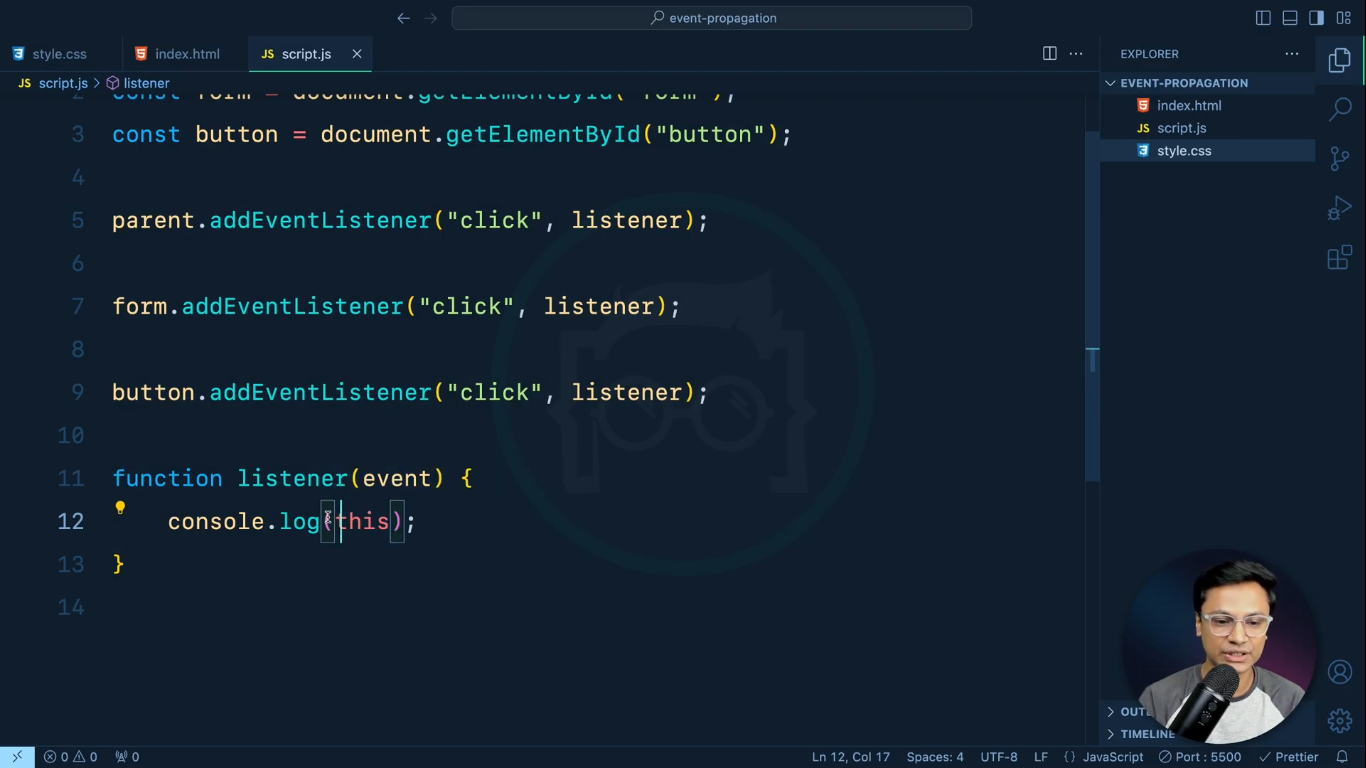 event-propagation
style.css
index.html
JS script.js
EXPLORER
JS script.js > listener
EVENT-PROPAGATION
index.html
JS script.js
style.css
2 const form = document.getElementById("form");
3 const button = document.getElementById("button");
4
5 parent.addEventListener("click", listener);
6
7 form.addEventListener("click", listener);
8
9 button.addEventListener("click", listener);
10
11 function listener(event) {
12 console.log(this);
13 }
14
OUT
TIMELINE
0 0 0 Ln 12, Col 17 Spaces: 4 UTF-8 LF {} JavaScript Port : 5500 Prettier